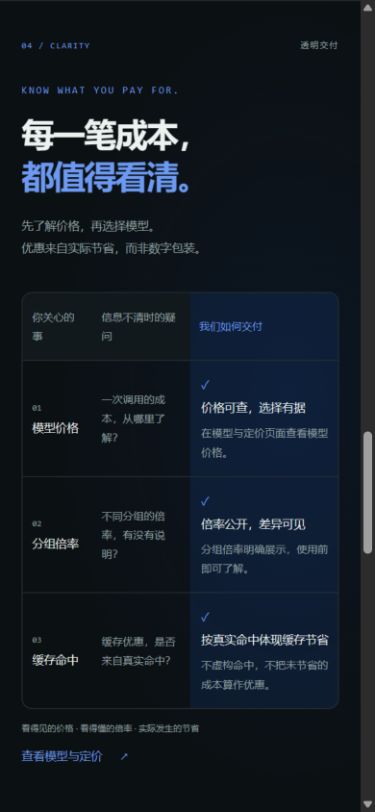 04 / CLARITY
透明交付
KNOW WHAT YOU PAY FOR.
每一笔成本，
都值得看清。
先了解价格，再选择模型。
优惠来自实际节省，而非数字包装。
你关心的
事
信息不清时的疑
问
我们如何交付
01
模型价格
一次调用的成
本，从哪里了
解？
✓
价格可查，选择有据
在模型与定价页面查看模型
价格。
02
分组倍率
不同分组的倍
率，有没有说
明？
✓
倍率公开，差异可见
分组倍率明确展示，使用前
即可了解。
03
缓存命中
缓存优惠，是否
来自真实命中？
✓
按真实命中体现缓存节省
不虚构命中，不把未节省的
成本算作优惠。
看得见的价格 · 看得懂的倍率 · 实际发生的节省
查看模型与定价 ↗